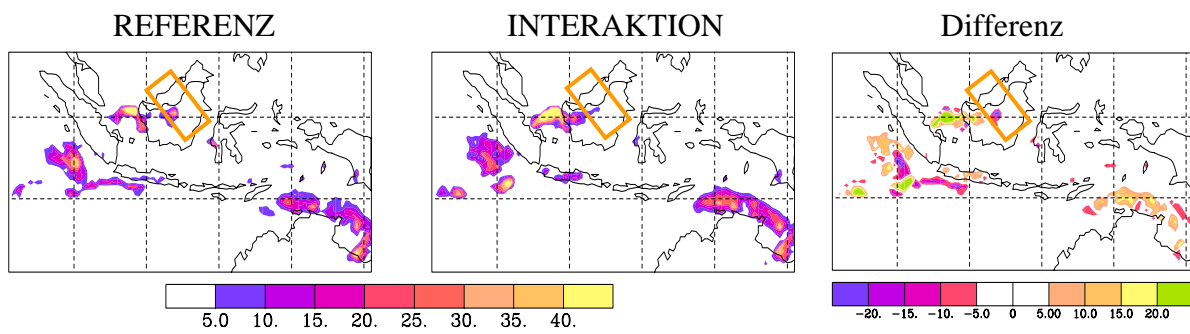 REFERENZ INTERAKTION Differenz
5.0 10. 15. 20. 25. 30. 35. 40.
-20. -15. -10. -5.0 0 5.00 10.0 15.0 20.0